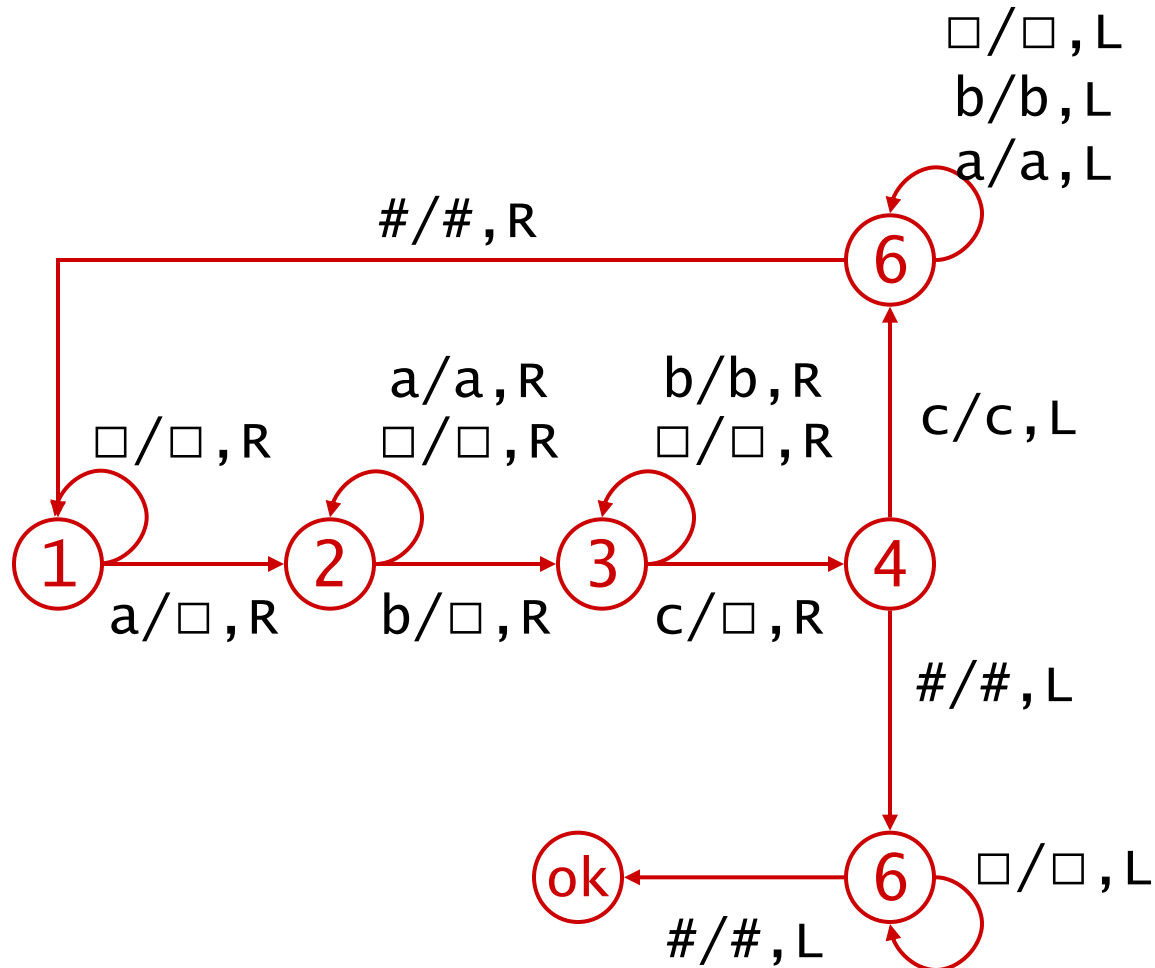 □/□,L
b/b,L
a/a,L
#/#,R
6
a/a,R
b/b,R
□/□,R
□/□,R
□/□,R
c/c,L
1
2
3
4
a/□,R
b/□,R
c/□,R
#/#,L
ok
6
□/□,L
#/#,L